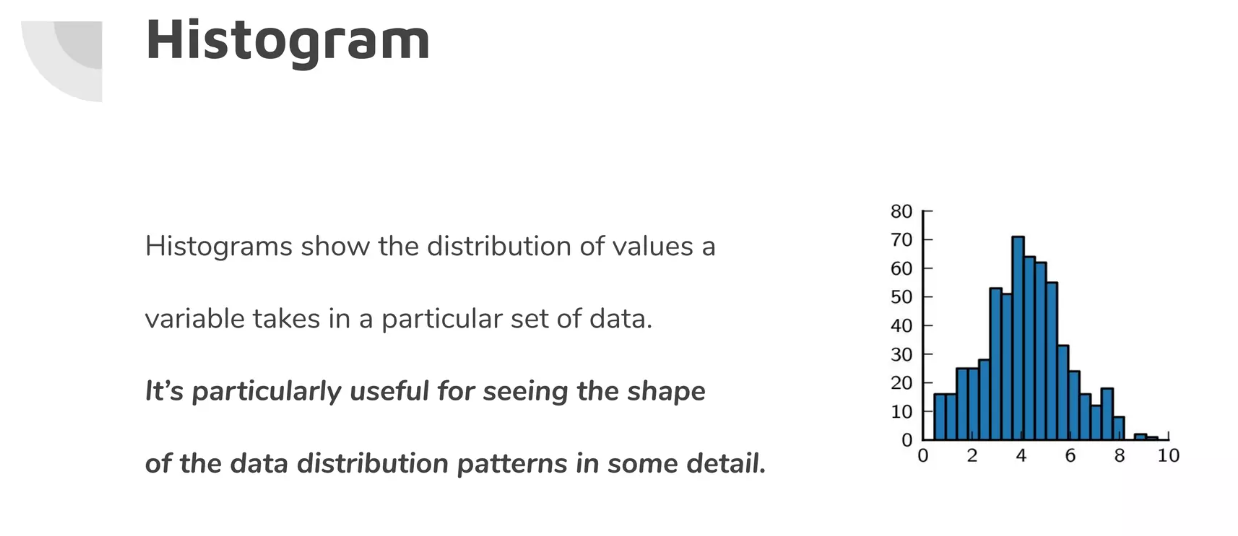 Histogram
Histograms show the distribution of values a
variable takes in a particular set of data.
It’s particularly useful for seeing the shape
of the data distribution patterns in some detail.
80
70
60
50
40
30
20
10
0
0 2 4 6 8 10